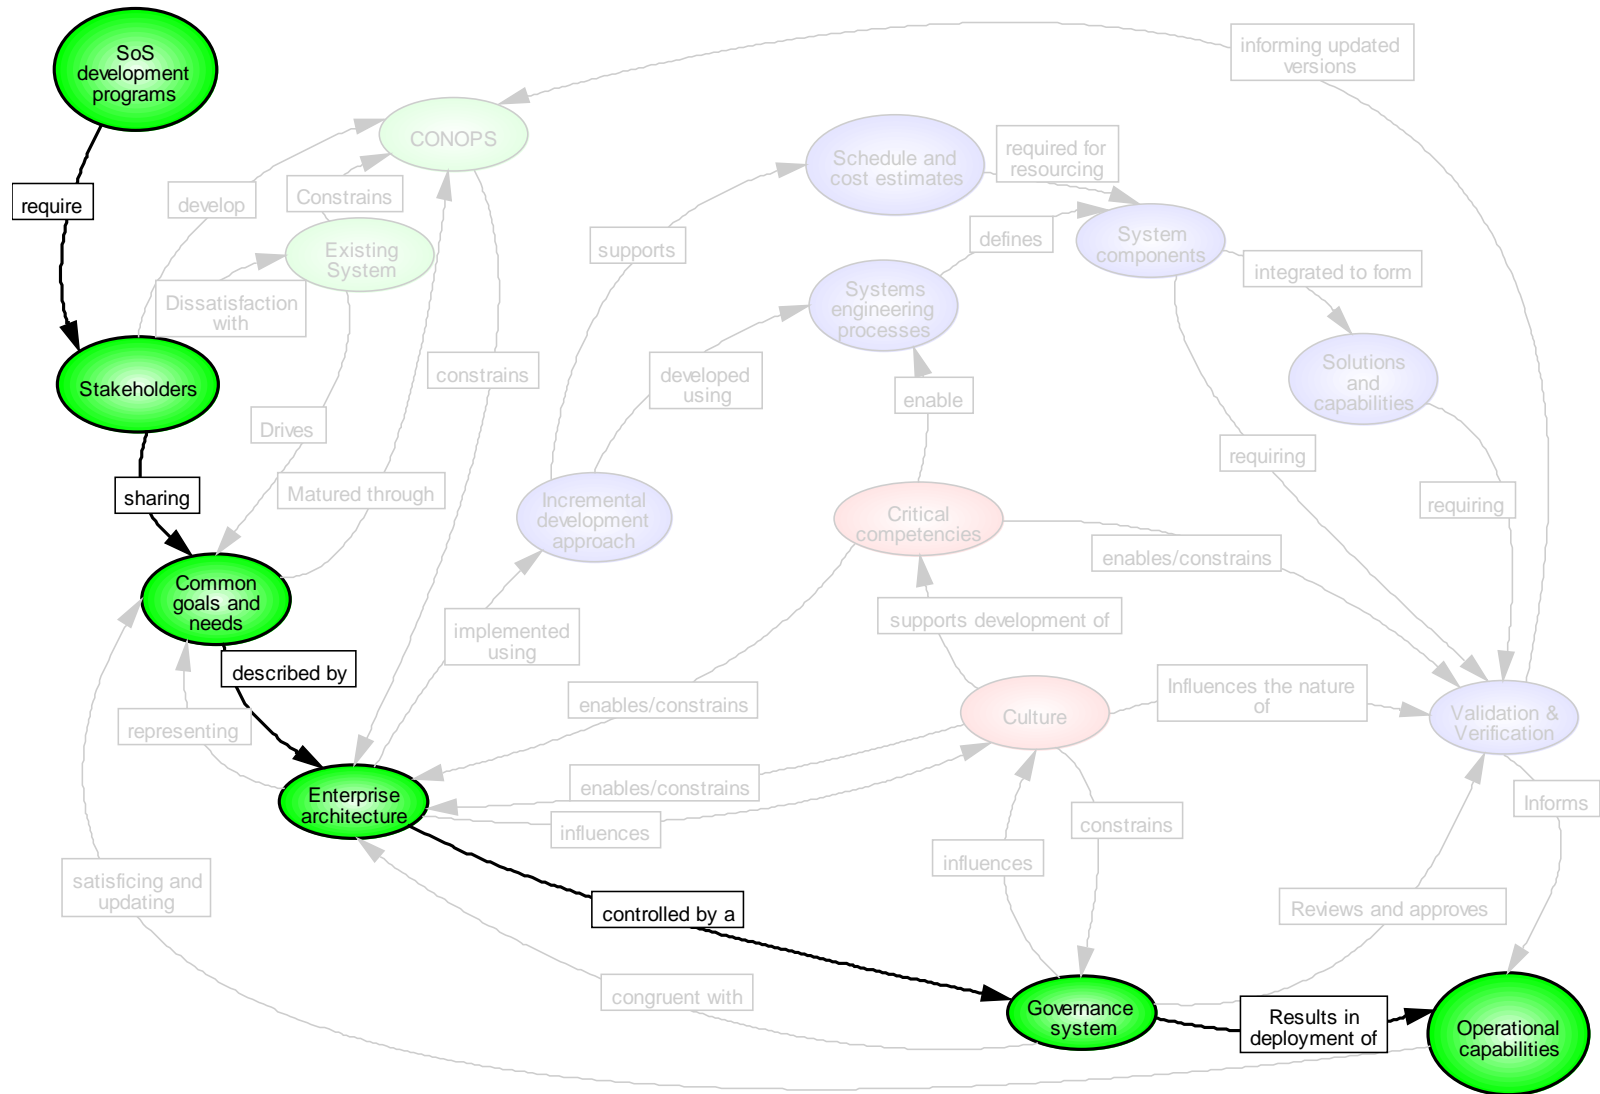 SoS
development
programs
informing updated
versions
CONOPS
Schedule and
cost estimates
required for
resourcing
require
develop
Constrains
Existing
System
supports
defines
System
components
integrated to form
Dissatisfaction
with
Systems
engineering
processes
Stakeholders
constrains
developed
using
enable
Solutions
and
capabilities
Drives
requiring
sharing
Matured through
Incremental
development
approach
Critical
competencies
requiring
enables/constrains
Common
goals and
needs
implemented
using
supports development of
described by
representing
enables/constrains
Culture
Influences the nature
of
Validation &
Verification
Enterprise
architecture
enables/constrains
influences
constrains
Informs
satisficing and
updating
influences
controlled by a
Reviews and approves
congruent with
Governance
system
Results in
deployment of
Operational
capabilities